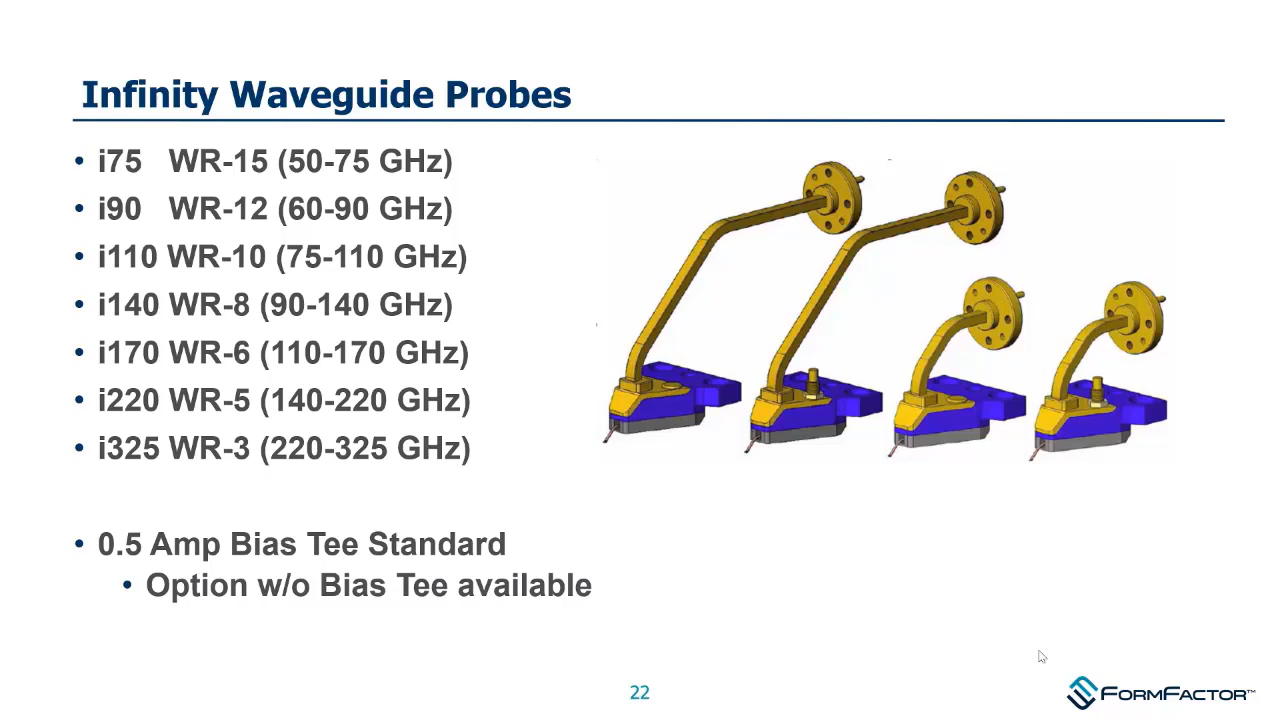 Infinity Waveguide Probes
• i75 WR-15 (50-75 GHz)
• i90 WR-12 (60-90 GHz)
• i110 WR-10 (75-110 GHz)
• i140 WR-8 (90-140 GHz)
• i170 WR-6 (110-170 GHz)
• i220 WR-5 (140-220 GHz)
• i325 WR-3 (220-325 GHz)
• 0.5 Amp Bias Tee Standard
• Option w/o Bias Tee available
22
FORMFACTOR™